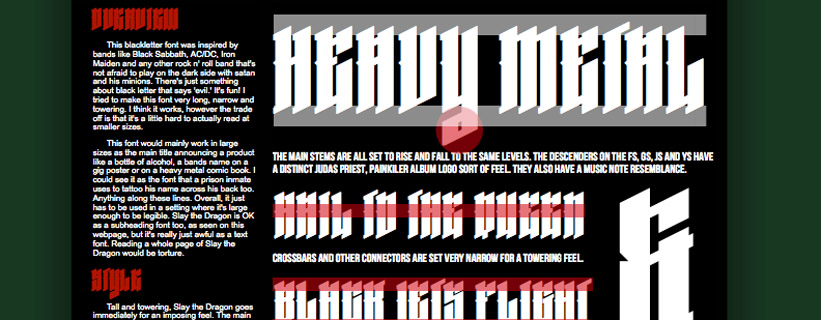 OVERVIEW
This blackletter font was inspired by
bands like Black Sabbath, AC/DC, Iron
Maiden and any other rock n' roll band that's
not afraid to play on the dark side with satan
and his minions. There's just something
about black letter that says 'evil.' It's fun! I
tried to make this font very long, narrow and
towering. I think it works, however the trade
off is that it's a little hard to actually read at
smaller sizes.
This font would mainly work in large
sizes as the main title announcing a product
like a bottle of alcohol, a bands name on a
gig poster or on a heavy metal comic book. I
could see it as the font that a prison inmate
uses to tattoo his name across his back too.
Anything along these lines. Overall, it just
has to be used in a setting where it's large
enough to be legible. Slay the Dragon is OK
as a subheading font too, as seen on this
webpage, but it's really just awful as a text
font. Reading a whole page of Slay the
Dragon would be torture.
STYLE
Tall and towering, Slay the Dragon goes
immediately for an imposing feel. The main
HEAVY METAL
THE MAIN STEMS ARE ALL SET TO RISE AND FALL TO THE SAME LEVELS. THE DESCENDERS ON THE FS, GS, JS AND YS HAVE
A DISTINCT JUDAS PRIEST, PAINKILER ALBUM LOGO SORT OF FEEL. THEY ALSO HAVE A MUSIC NOTE RESEMBLANCE.
HAIL TO THE QUEEN
CROSSBARS AND OTHER CONNECTORS ARE SET VERY NARROW FOR A TOWERING FEEL.
BLACK JETS FLIGHT